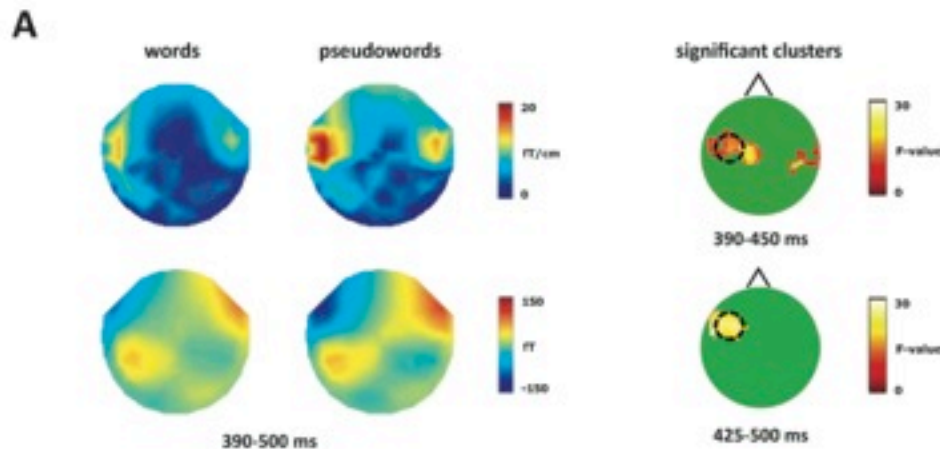 A
words
pseudowords
significant clusters
20
fT/cm
0
30
F-value
0
390-450 ms
150
fT
-150
30
F-value
0
390-500 ms
425-500 ms